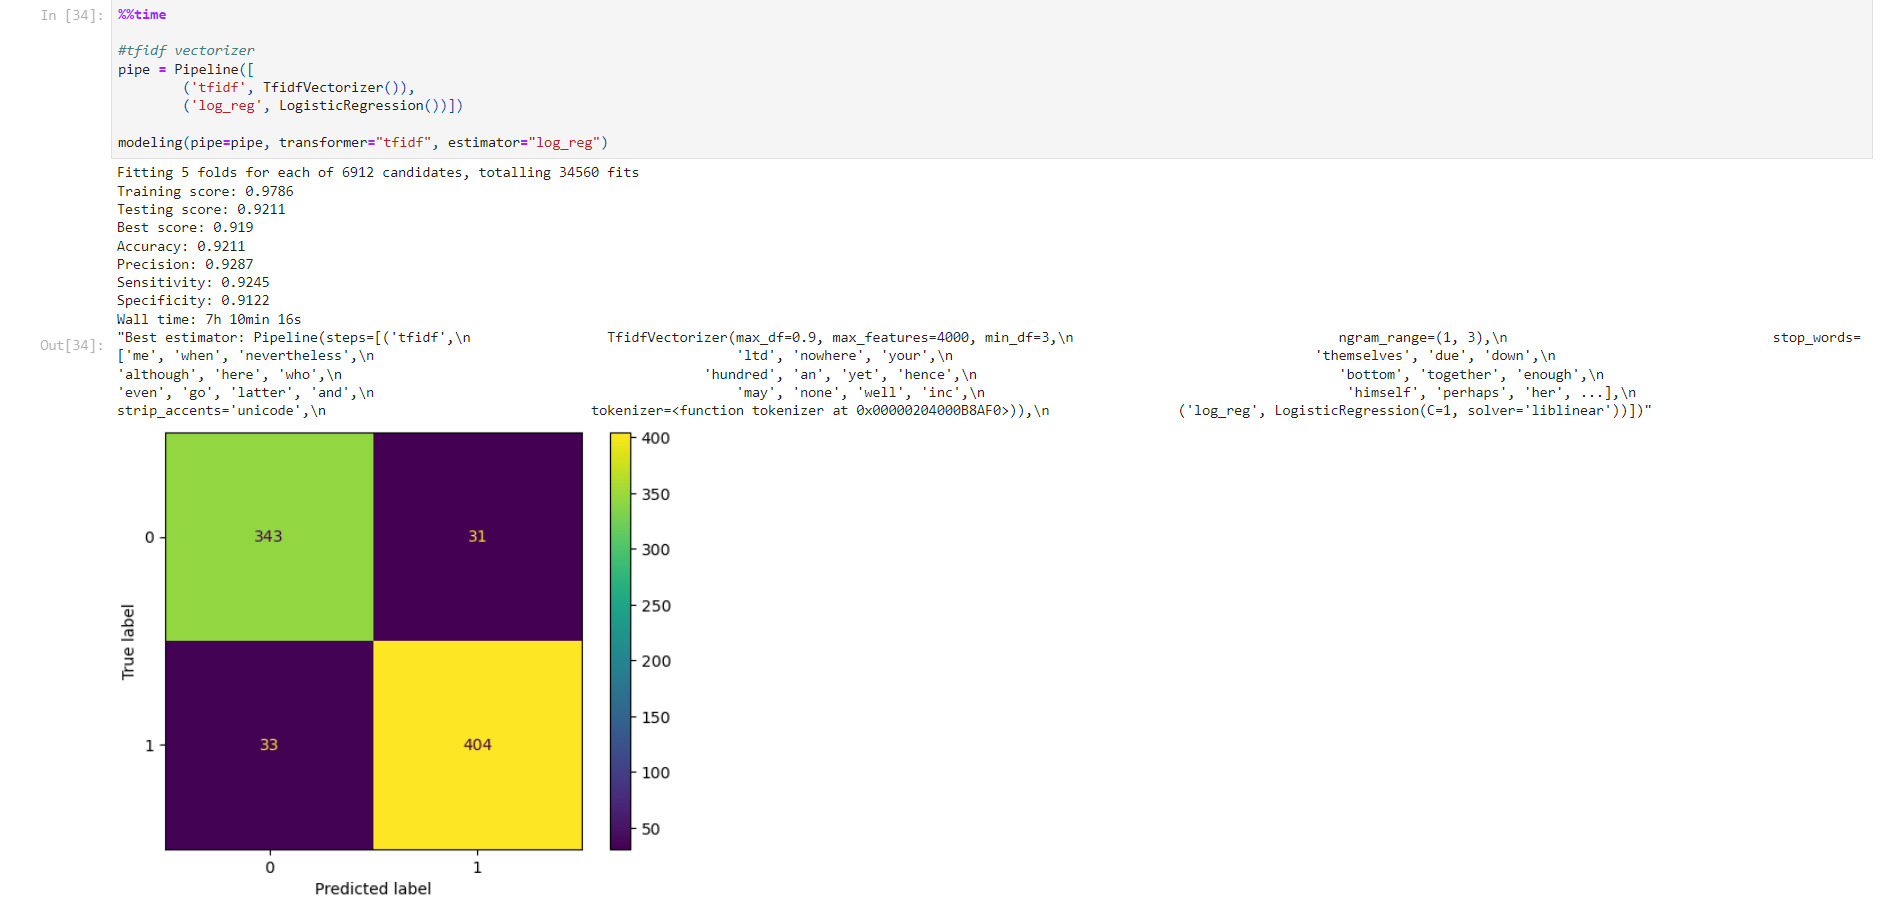 In [34]:
%%time
#tfidf vectorizer
pipe = Pipeline([
('tfidf', TfidfVectorizer()),
('log_reg', LogisticRegression())])
modeling(pipe=pipe, transformer="tfidf", estimator="log_reg")
Fitting 5 folds for each of 6912 candidates, totalling 34560 fits
Training score: 0.9786
Testing score: 0.9211
Best score: 0.919
Accuracy: 0.9211
Precision: 0.9287
Sensitivity: 0.9245
Specificity: 0.9122
Wall time: 7h 10min 16s
Out[34]:
"Best estimator: Pipeline(steps=[('tfidf',\n TfidfVectorizer(max_df=0.9, max_features=4000, min_df=3,\n ngram_range=(1, 3),\n stop_words=
['me', 'when', 'nevertheless',\n 'ltd', 'nowhere', 'your',\n 'themselves', 'due', 'down',\n
'although', 'here', 'who',\n 'hundred', 'an', 'yet', 'hence',\n 'bottom', 'together', 'enough',\n
'even', 'go', 'latter', 'and',\n 'may', 'none', 'well', 'inc',\n 'himself', 'perhaps', 'her', ...],\n
strip_accents='unicode',\n tokenizer=<function tokenizer at 0x00000204000B8AF0>)),\n ('log_reg', LogisticRegression(C=1, solver='liblinear'))])"
400
350
300
250
200
150
100
50
0
343
31
True label
1
33
404
0
1
Predicted label